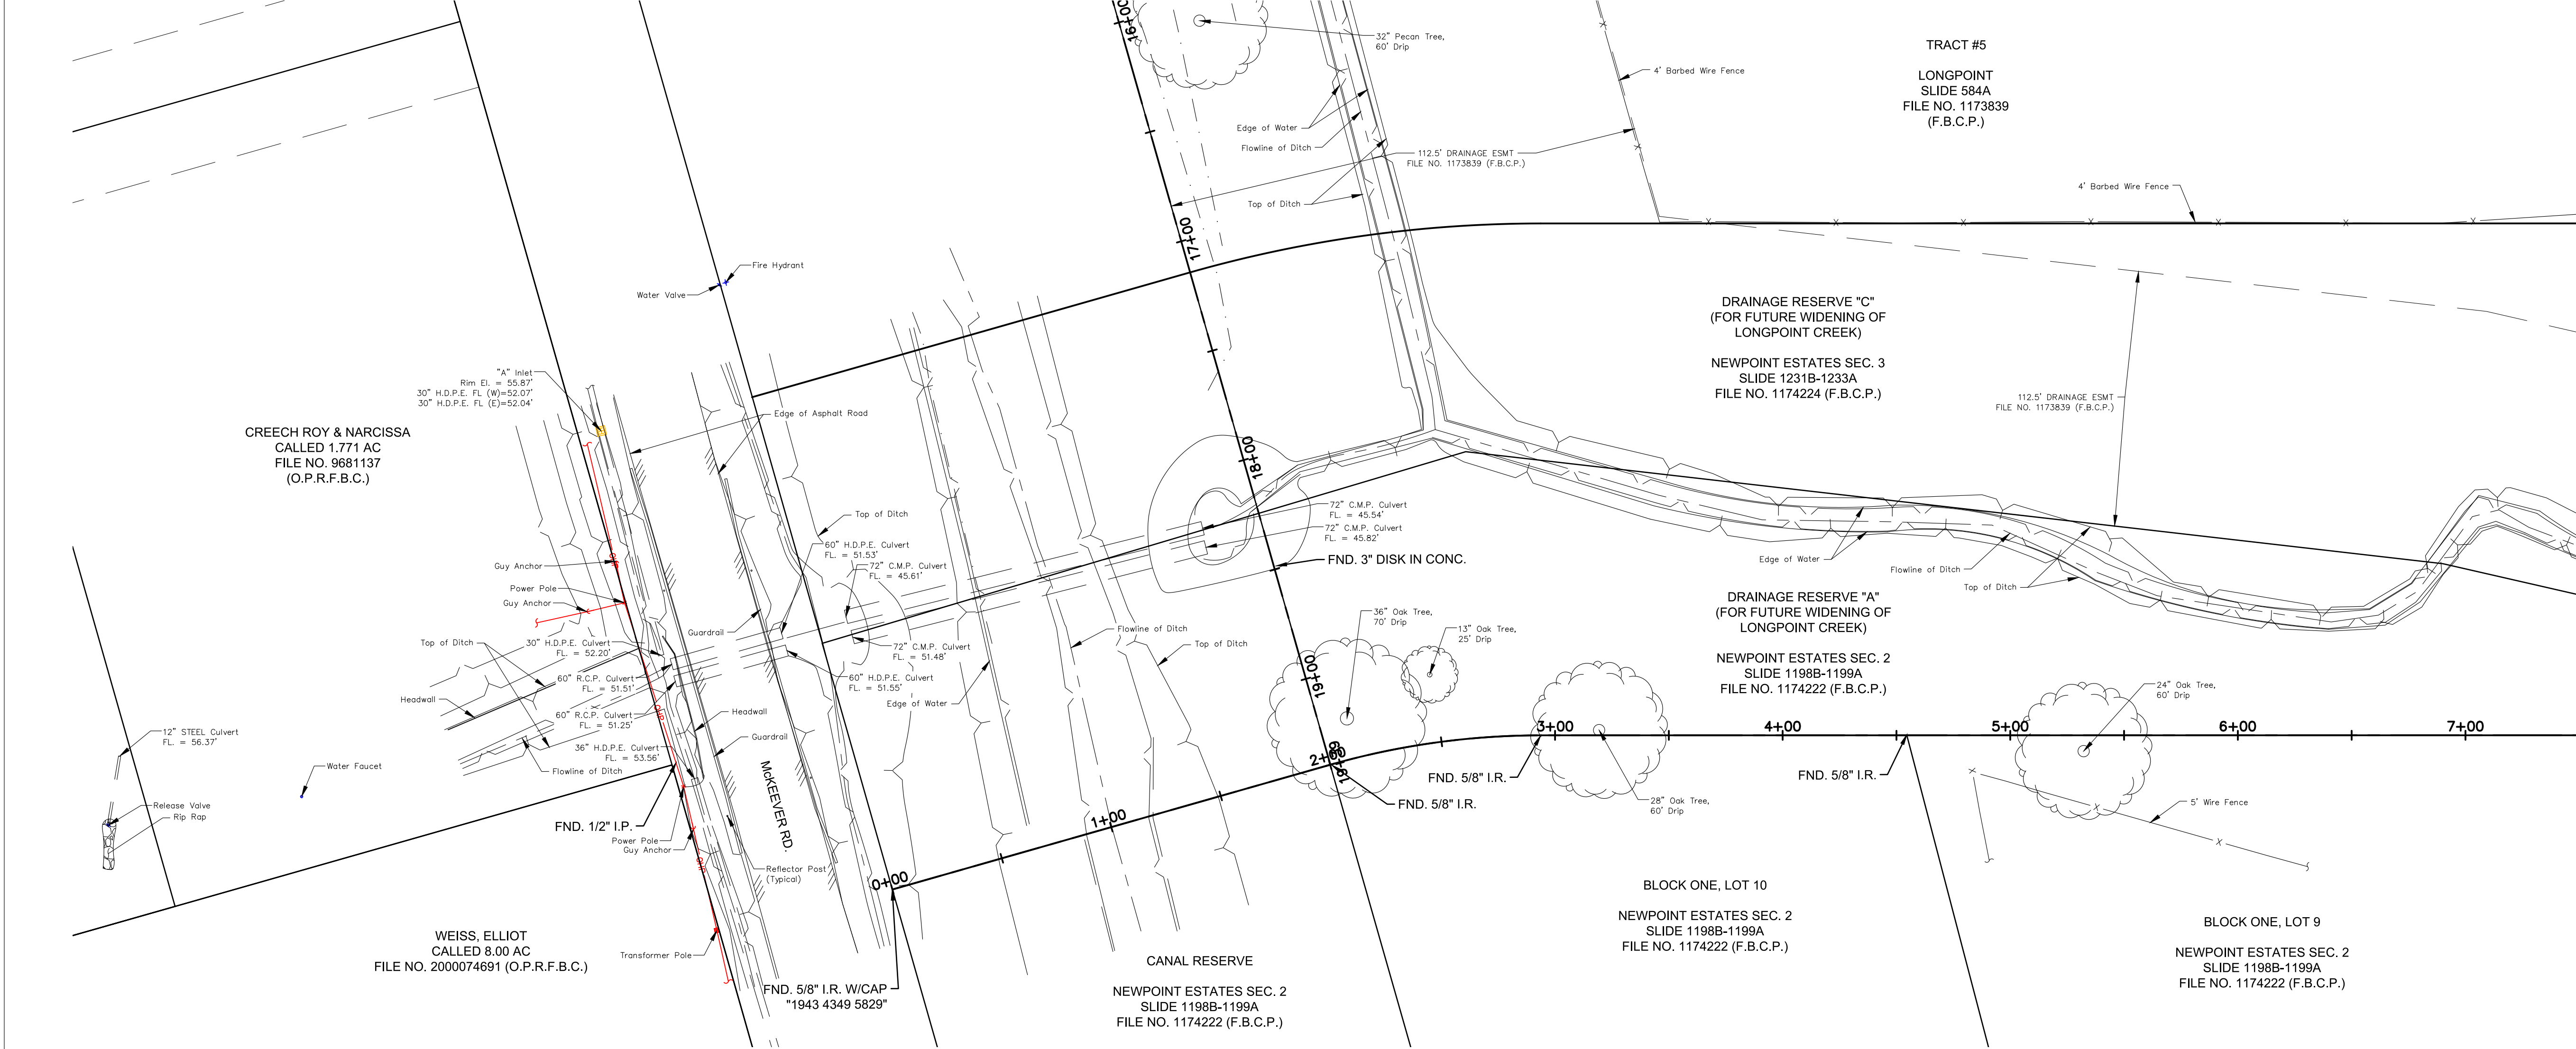 16+00
32" Pecan Tree,
60' Drip
4' Barbed Wire Fence
TRACT #5
LONGPOINT
SLIDE 584A
FILE NO. 1173839
(F.B.C.P.)
Edge of Water
Flowline of Ditch
112.5' DRAINAGE ESMT
FILE NO. 1173839 (F.B.C.P.)
Top of Ditch
4' Barbed Wire Fence
X X X X X X X
17+00
Fire Hydrant
Water Valve
DRAINAGE RESERVE "C"
(FOR FUTURE WIDENING OF
LONGPOINT CREEK)
NEWPOINT ESTATES SEC. 3
SLIDE 1231B-1233A
FILE NO. 1174224 (F.B.C.P.)
112.5' DRAINAGE ESMT
FILE NO. 1173839 (F.B.C.P.)
"A" Inlet
Rim El. = 55.87'
30" H.D.P.E. FL (W)=52.07'
30" H.D.P.E. FL (E)=52.04'
Edge of Asphalt Road
CREECH ROY & NARCISSA
CALLED 1.771 AC
FILE NO. 9681137
(O.P.R.F.B.C.)
18+00
Top of Ditch
72" C.M.P. Culvert
FL. = 45.54'
72" C.M.P. Culvert
FL. = 45.82'
60" H.D.P.E. Culvert
FL. = 51.53'
72" C.M.P. Culvert
FL. = 45.61'
FND. 3" DISK IN CONC.
Guy Anchor
Power Pole
Guy Anchor
OHP
Edge of Water
Flowline of Ditch
Top of Ditch
DRAINAGE RESERVE "A"
(FOR FUTURE WIDENING OF
LONGPOINT CREEK)
NEWPOINT ESTATES SEC. 2
SLIDE 1198B-1199A
FILE NO. 1174222 (F.B.C.P.)
36" Oak Tree,
70' Drip
13" Oak Tree,
25' Drip
Guardrail
Flowline of Ditch
Top of Ditch
Top of Ditch
30" H.D.P.E. Culvert
FL. = 52.20'
72" C.M.P. Culvert
FL. = 51.48'
60" H.D.P.E. Culvert
FL. = 51.55'
Edge of Water
60" R.C.P. Culvert
FL. = 51.51'
Headwall
19+00
60" R.C.P. Culvert
FL. = 51.25'
OHP
Headwall
Guardrail
24" Oak Tree,
60' Drip
12" STEEL Culvert
FL. = 56.37'
36" H.D.P.E. Culvert
FL. = 53.56'
Flowline of Ditch
Water Faucet
McKEEVER RD.
3+00 4+00 5+00 6+00 7+00
FND. 5/8" I.R.
FND. 5/8" I.R.
FND. 5/8" I.R.
28" Oak Tree,
60' Drip
5' Wire Fence
X X X
Release Valve
Rip Rap
FND. 1/2" I.P.
Power Pole
Guy Anchor
OHP
Reflector Post
(Typical)
0+00
1+00
BLOCK ONE, LOT 10
NEWPOINT ESTATES SEC. 2
SLIDE 1198B-1199A
FILE NO. 1174222 (F.B.C.P.)
BLOCK ONE, LOT 9
NEWPOINT ESTATES SEC. 2
SLIDE 1198B-1199A
FILE NO. 1174222 (F.B.C.P.)
WEISS, ELLIOT
CALLED 8.00 AC
FILE NO. 2000074691 (O.P.R.F.B.C.)
Transformer Pole
FND. 5/8" I.R. W/CAP
"1943 4349 5829"
CANAL RESERVE
NEWPOINT ESTATES SEC. 2
SLIDE 1198B-1199A
FILE NO. 1174222 (F.B.C.P.)